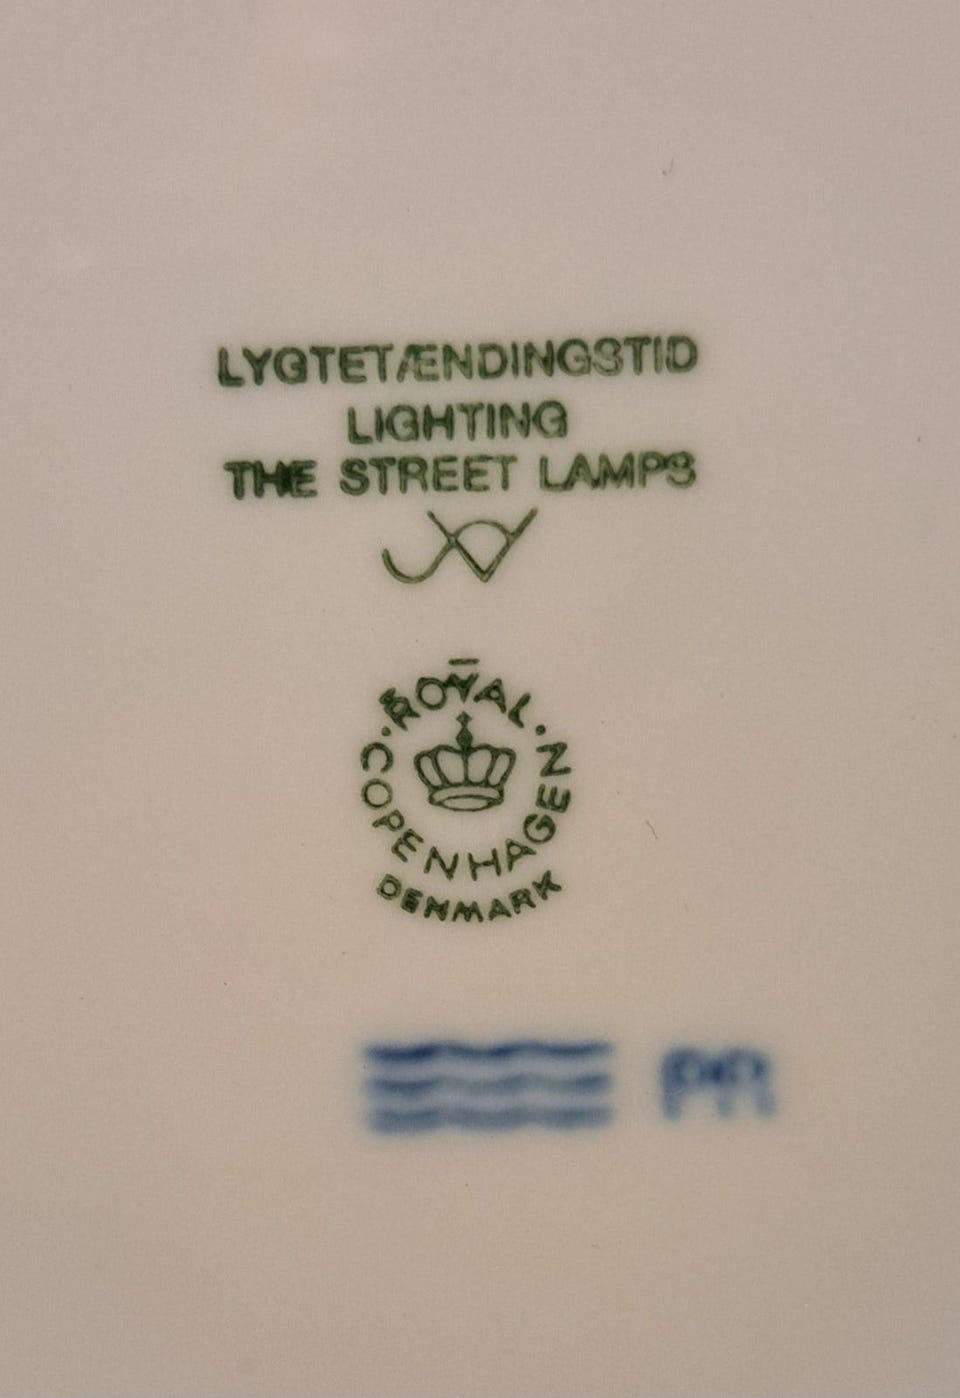 LYGTETÆNDINGSTID
LIGHTING
THE STREET LAMPS
ROYAL
COPENHAGEN
DENMARK